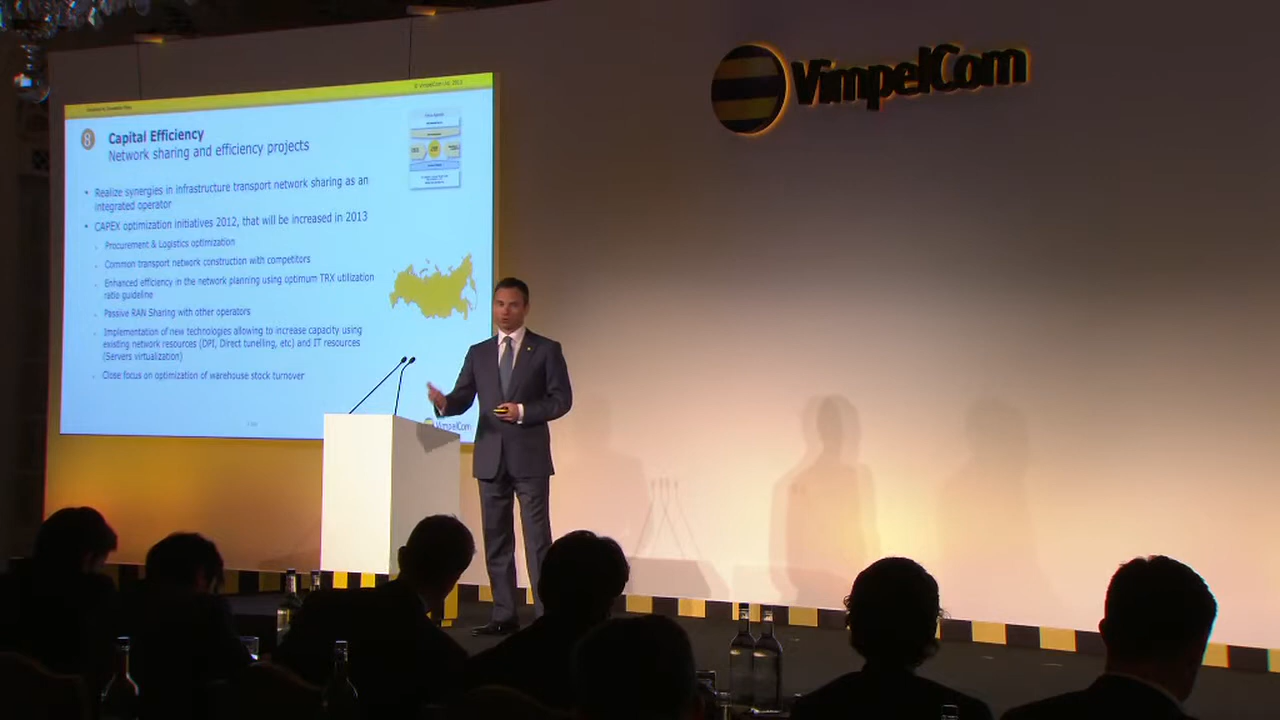 © VimpelCom Ltd. 2013
8
Capital Efficiency
Network sharing and efficiency projects
• Realize synergies in infrastructure transport network sharing as an
integrated operator
• CAPEX optimization initiatives 2012, that will be increased in 2013
- Procurement & Logistics optimization
- Common transport network construction with competitors
- Enhanced efficiency in the network planning using optimum TRX utilization
ratio guideline
- Passive RAN Sharing with other operators
- Implementation of new technologies allowing to increase capacity using
existing network resources (DPI, Direct tunelling, etc) and IT resources
(Servers virtualization)
- Close focus on optimization of warehouse stock turnover
VimpelCom
VimpelCom